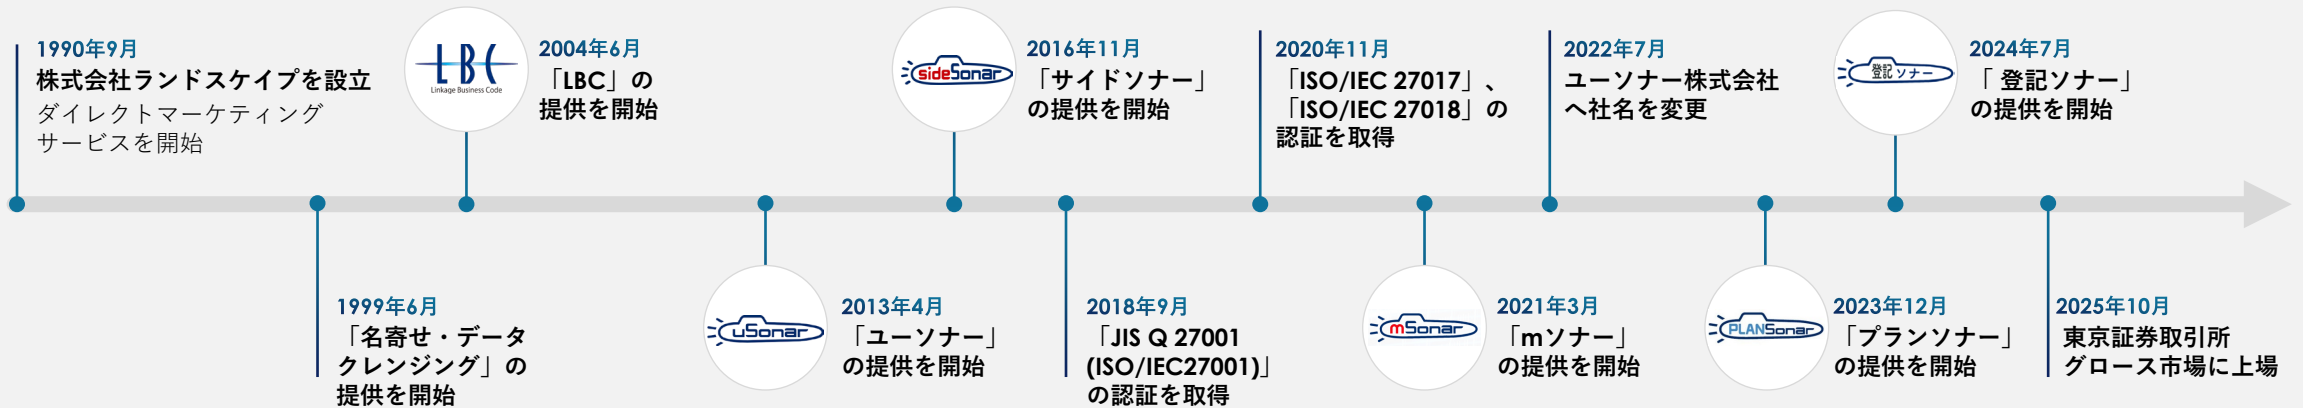 1990年9月
株式会社ランドスケイプを設立
ダイレクトマーケティング
サービスを開始
1999年6月
「名寄せ・データ
クレンジング」の
提供を開始
LBC
Linkage Business Code
2004年6月
「LBC」の
提供を開始
uSonar
2013年4月
「ユーソナー」
の提供を開始
sideSonar
2016年11月
「サイドソナー」
の提供を開始
2018年9月
「JIS Q 27001
(ISO/IEC27001)」
の認証を取得
2020年11月
「ISO/IEC 27017」、
「ISO/IEC 27018」の
認証を取得
mSonar
2021年3月
「mソナー」
の提供を開始
2022年7月
ユーソナー株式会社
へ社名を変更
PLANSonar
2023年12月
「プランソナー」
の提供を開始
登記ソナー
2024年7月
「 登記ソナー」
の提供を開始
2025年10月
東京証券取引所
グロース市場に上場